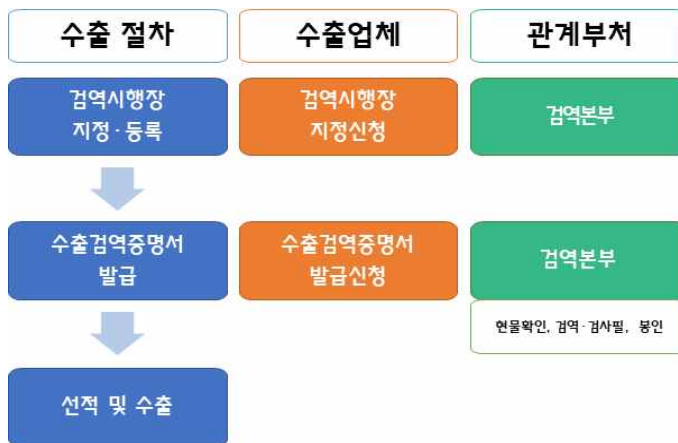 수출 절차
수출업체
관계부처
검역시행장
지정·등록
검역시행장
지정신청
검역본부
수출검역증명서
발급
수출검역증명서
발급신청
검역본부
현물확인, 검역·검사필, 봉인
선적 및 수출